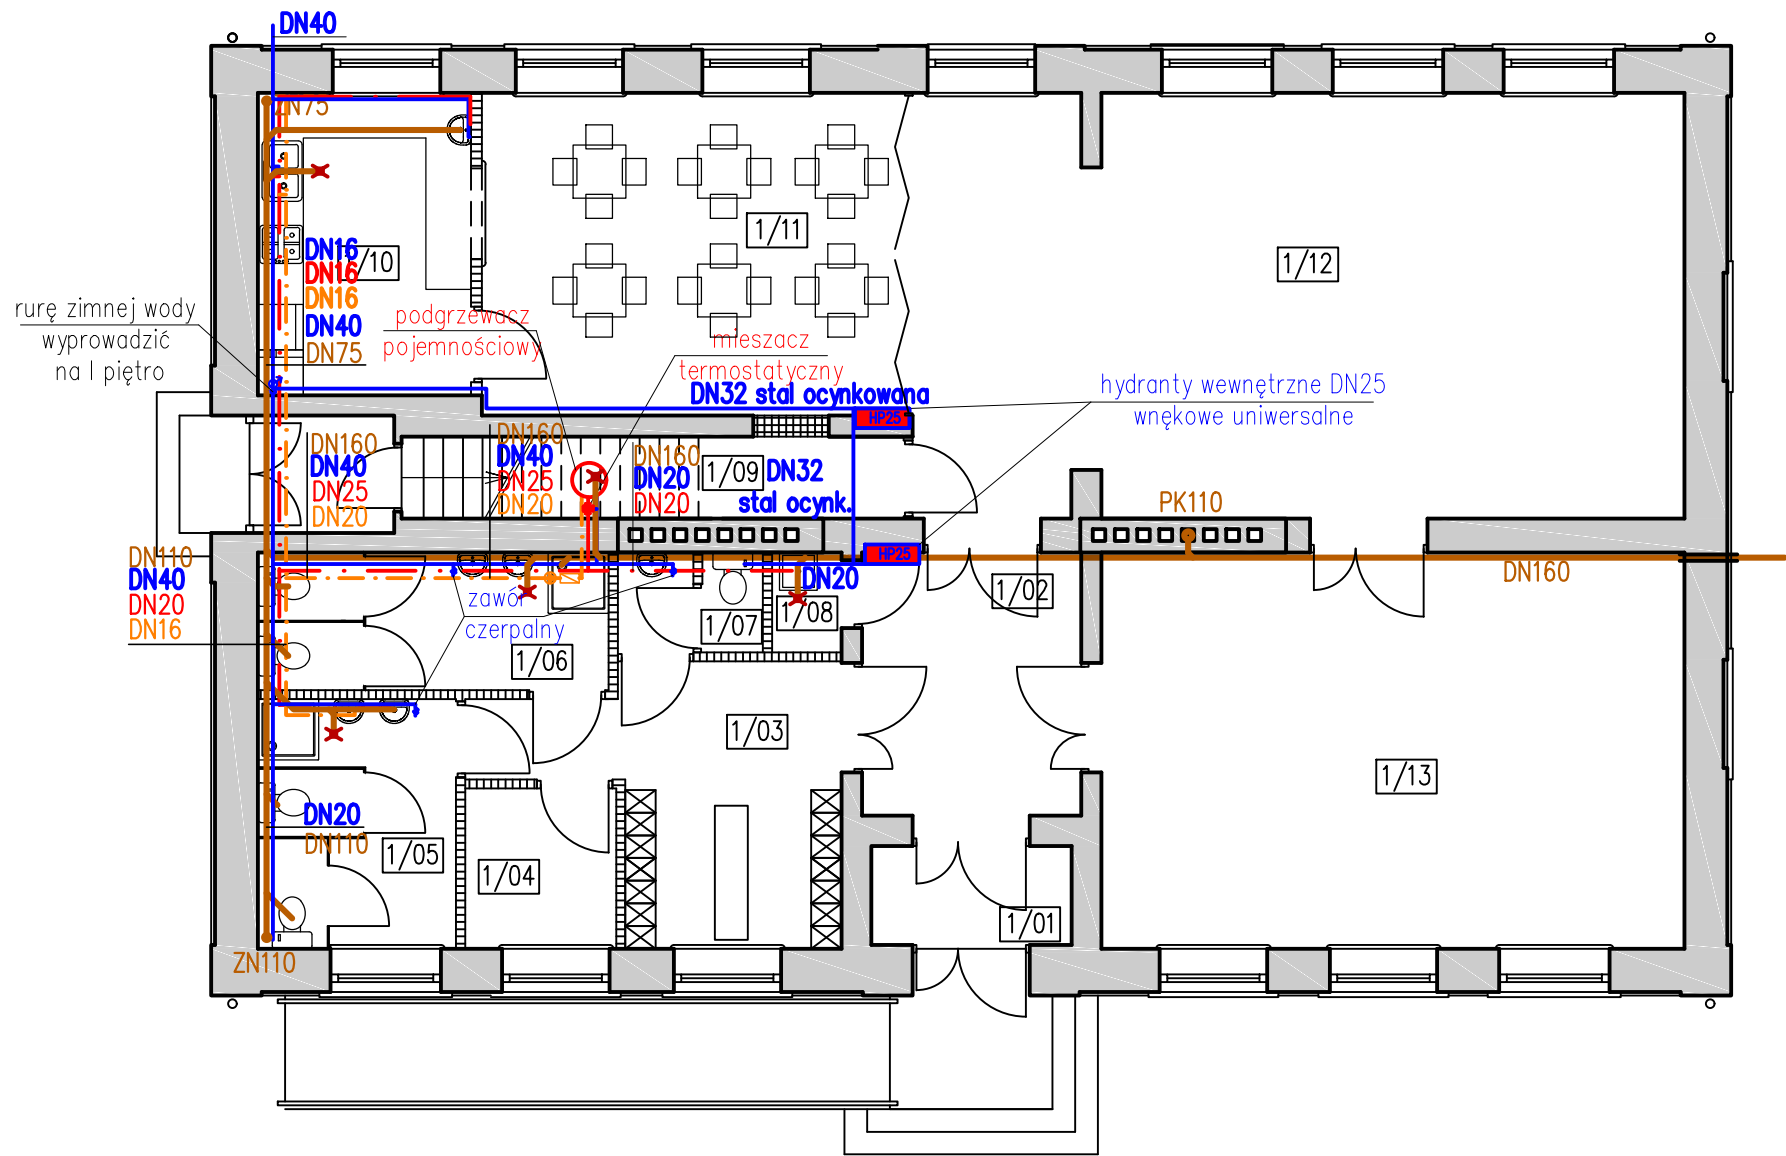 DN40
ZN75
1/11
1/12
DN16
1/10
DN16
DN16
DN40
DN75
rurę zimnej wody
wyprowadzić
na I piętro
podgrzewacz
pojemnościowy
mieszacz
termostatyczny
DN32 stal ocynkowana
HP25
hydranty wewnętrzne DN25
wnękowe uniwersalne
DN160
DN40
DN25
DN20
DN160
DN40
DN25
DN20
DN160
DN20
DN20
1/09
DN32
stal ocynk.
PK110
HP25
DN160
DN110
DN40
DN20
DN16
DN20
zawór
czerpalny
1/02
1/08
1/07
1/06
1/03
1/13
DN20
DN110
1/05
1/04
1/01
ZN110